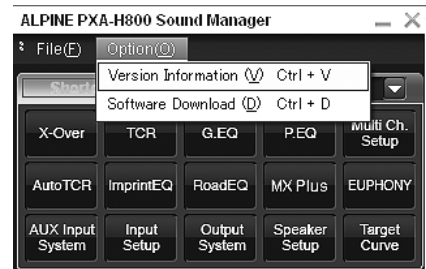 ALPINE PXA-H800 Sound Manager
File(F) Option(O)
Version Information (V) Ctrl + V
Software Download (D) Ctrl + D
X-Over TCR G.EQ P.EQ Multi Ch. Setup
AutoTCR ImprintEQ RoadEQ MX Plus EUPHONY
AUX Input System Input Setup Output System Speaker Setup Target Curve